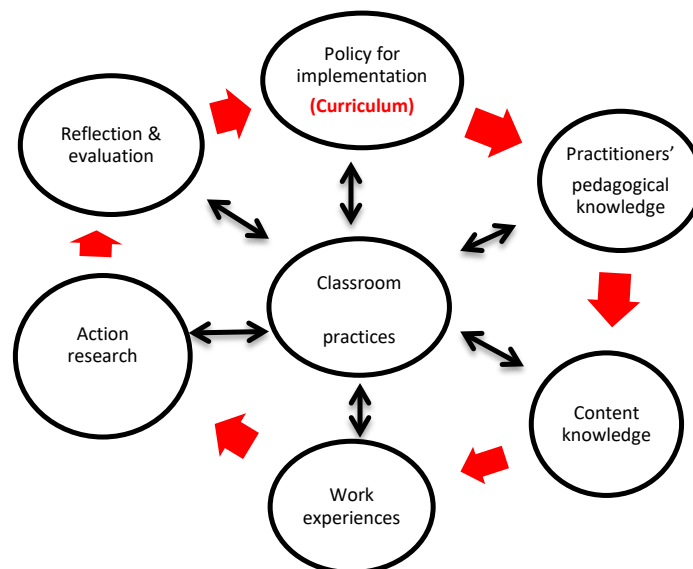 Policy for
implementation
(Curriculum)
Reflection &
evaluation
Practitioners’
pedagogical
knowledge
Classroom
practices
Action
research
Content
knowledge
Work
experiences